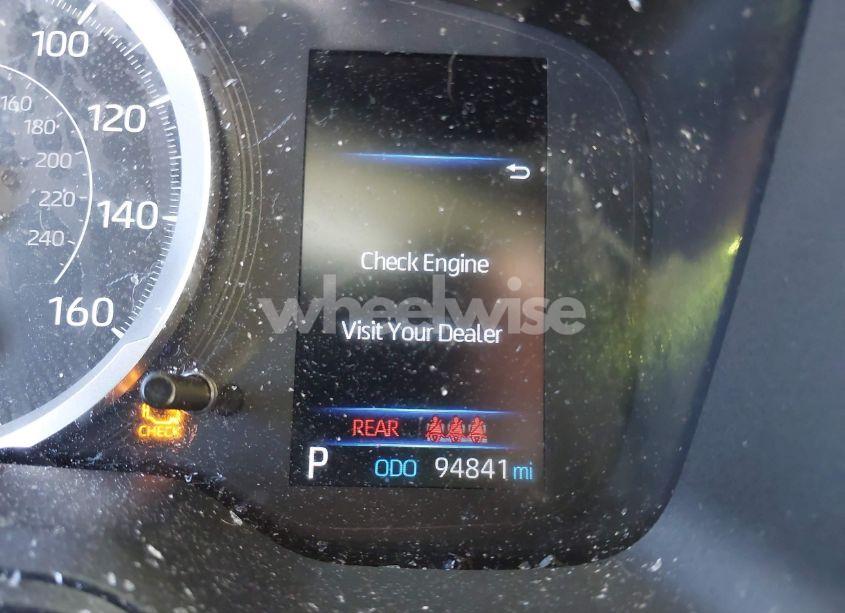 100
120
140
160
160
180
200
220
240
Check Engine
wheelwise
Visit Your Dealer
CHECK
REAR
P ODO 94841 mi